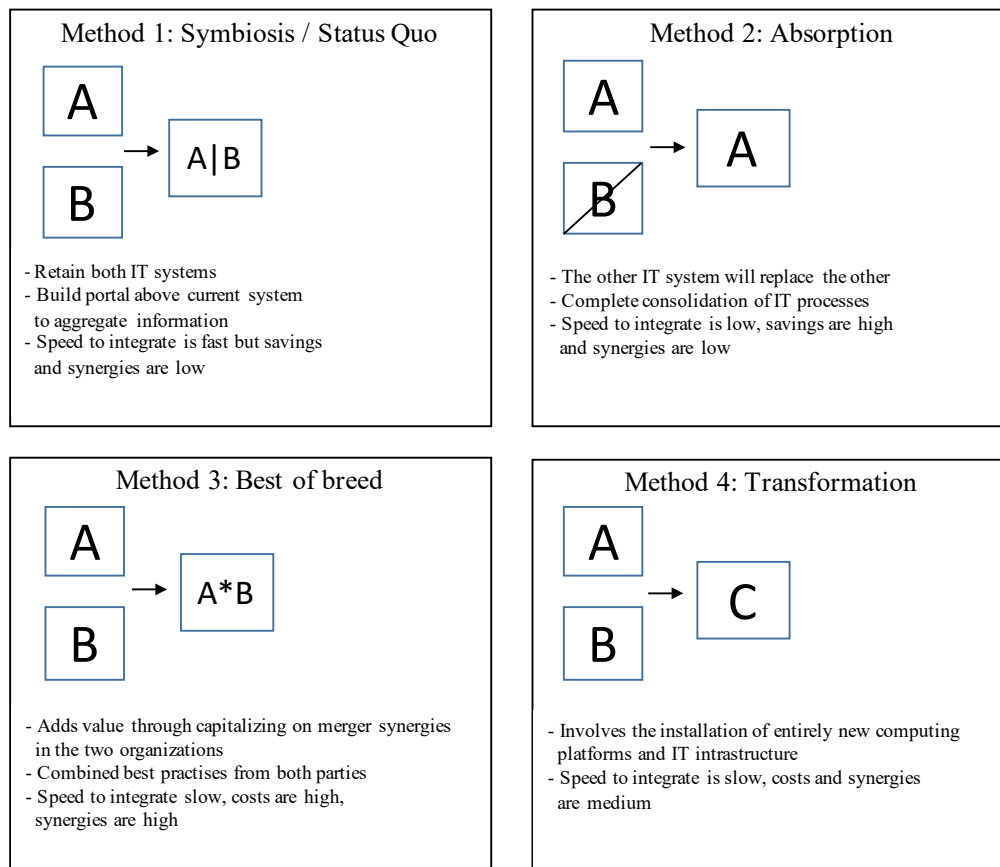 Method 1: Symbiosis / Status Quo
A
B
A|B
- Retain both IT systems
- Build portal above current system
to aggregate information
- Speed to integrate is fast but savings
and synergies are low
Method 2: Absorption
A
B
A
- The other IT system will replace the other
- Complete consolidation of IT processes
- Speed to integrate is low, savings are high
and synergies are low
Method 3: Best of breed
A
B
A*B
- Adds value through capitalizing on merger synergies
in the two organizations
- Combined best practises from both parties
- Speed to integrate slow, costs are high,
synergies are high
Method 4: Transformation
A
B
C
- Involves the installation of entirely new computing
platforms and IT intrastructure
- Speed to integrate is slow, costs and synergies
are medium